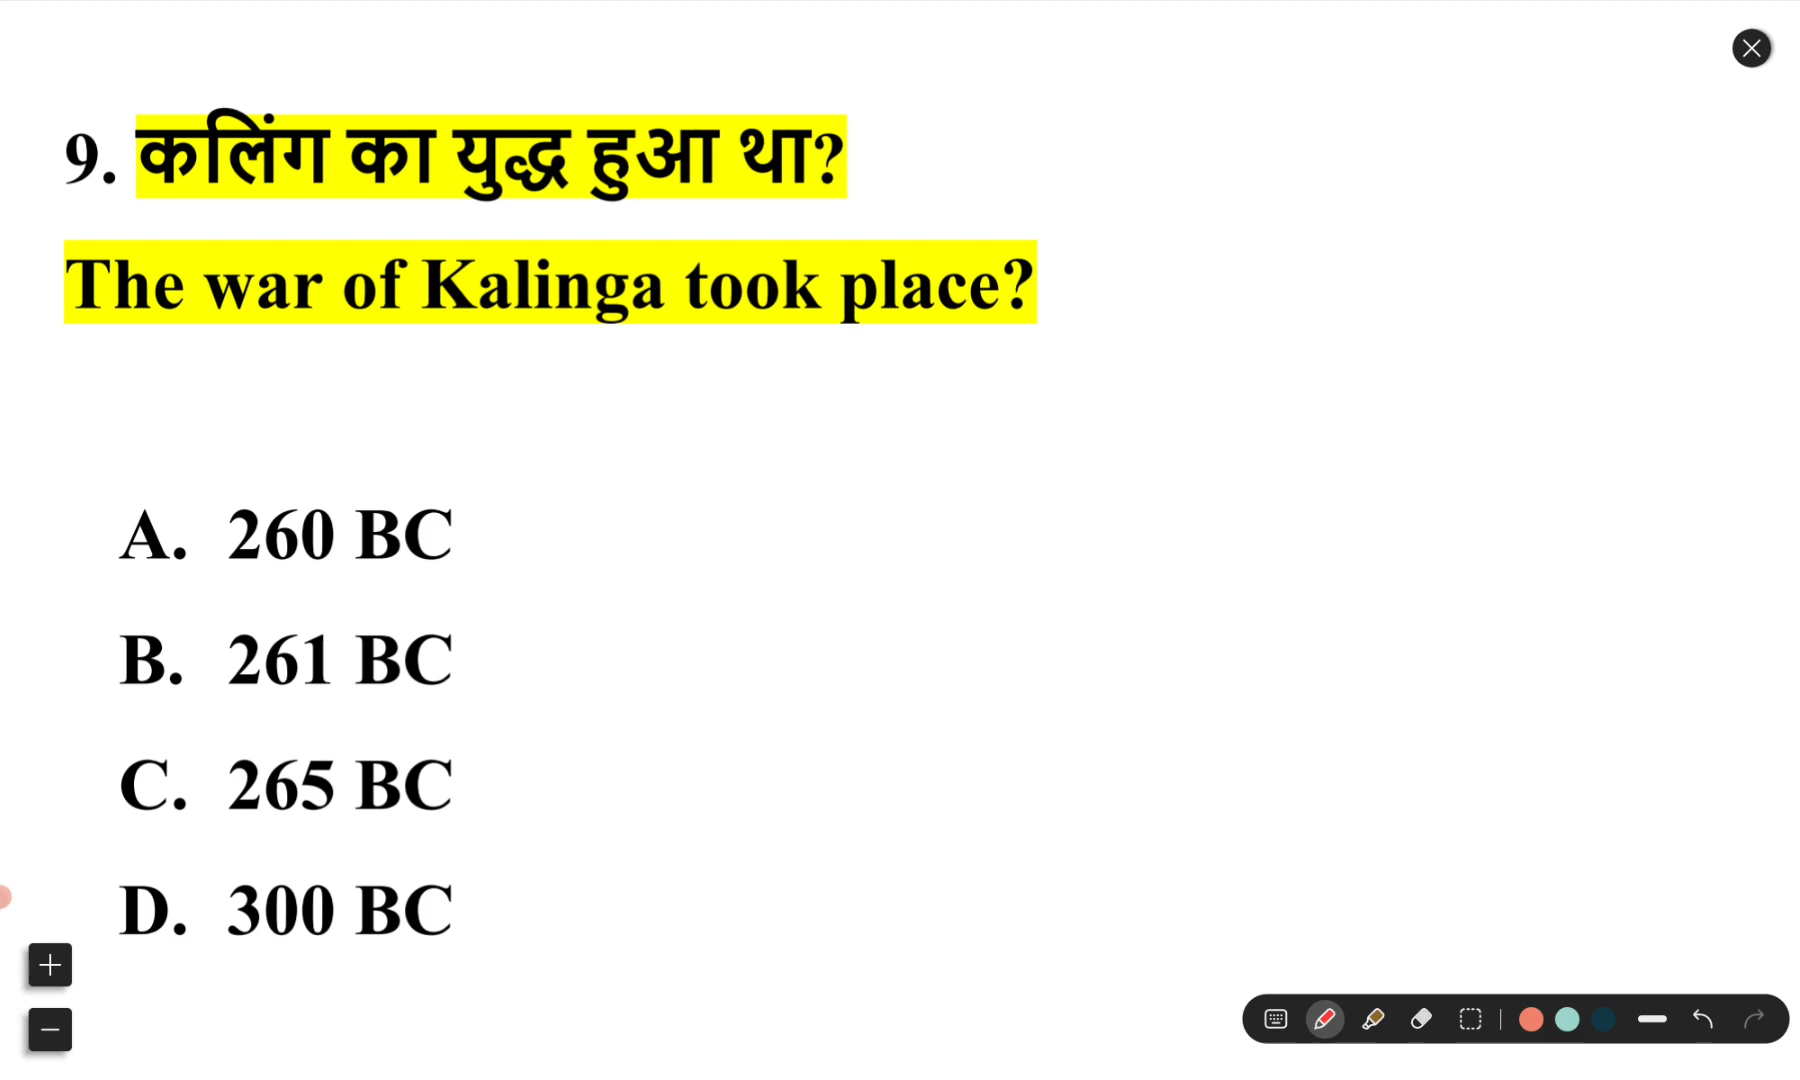 9. कलिंग का युद्ध हुआ था?
The war of Kalinga took place?
A. 260 BC
B. 261 BC
C. 265 BC
D. 300 BC